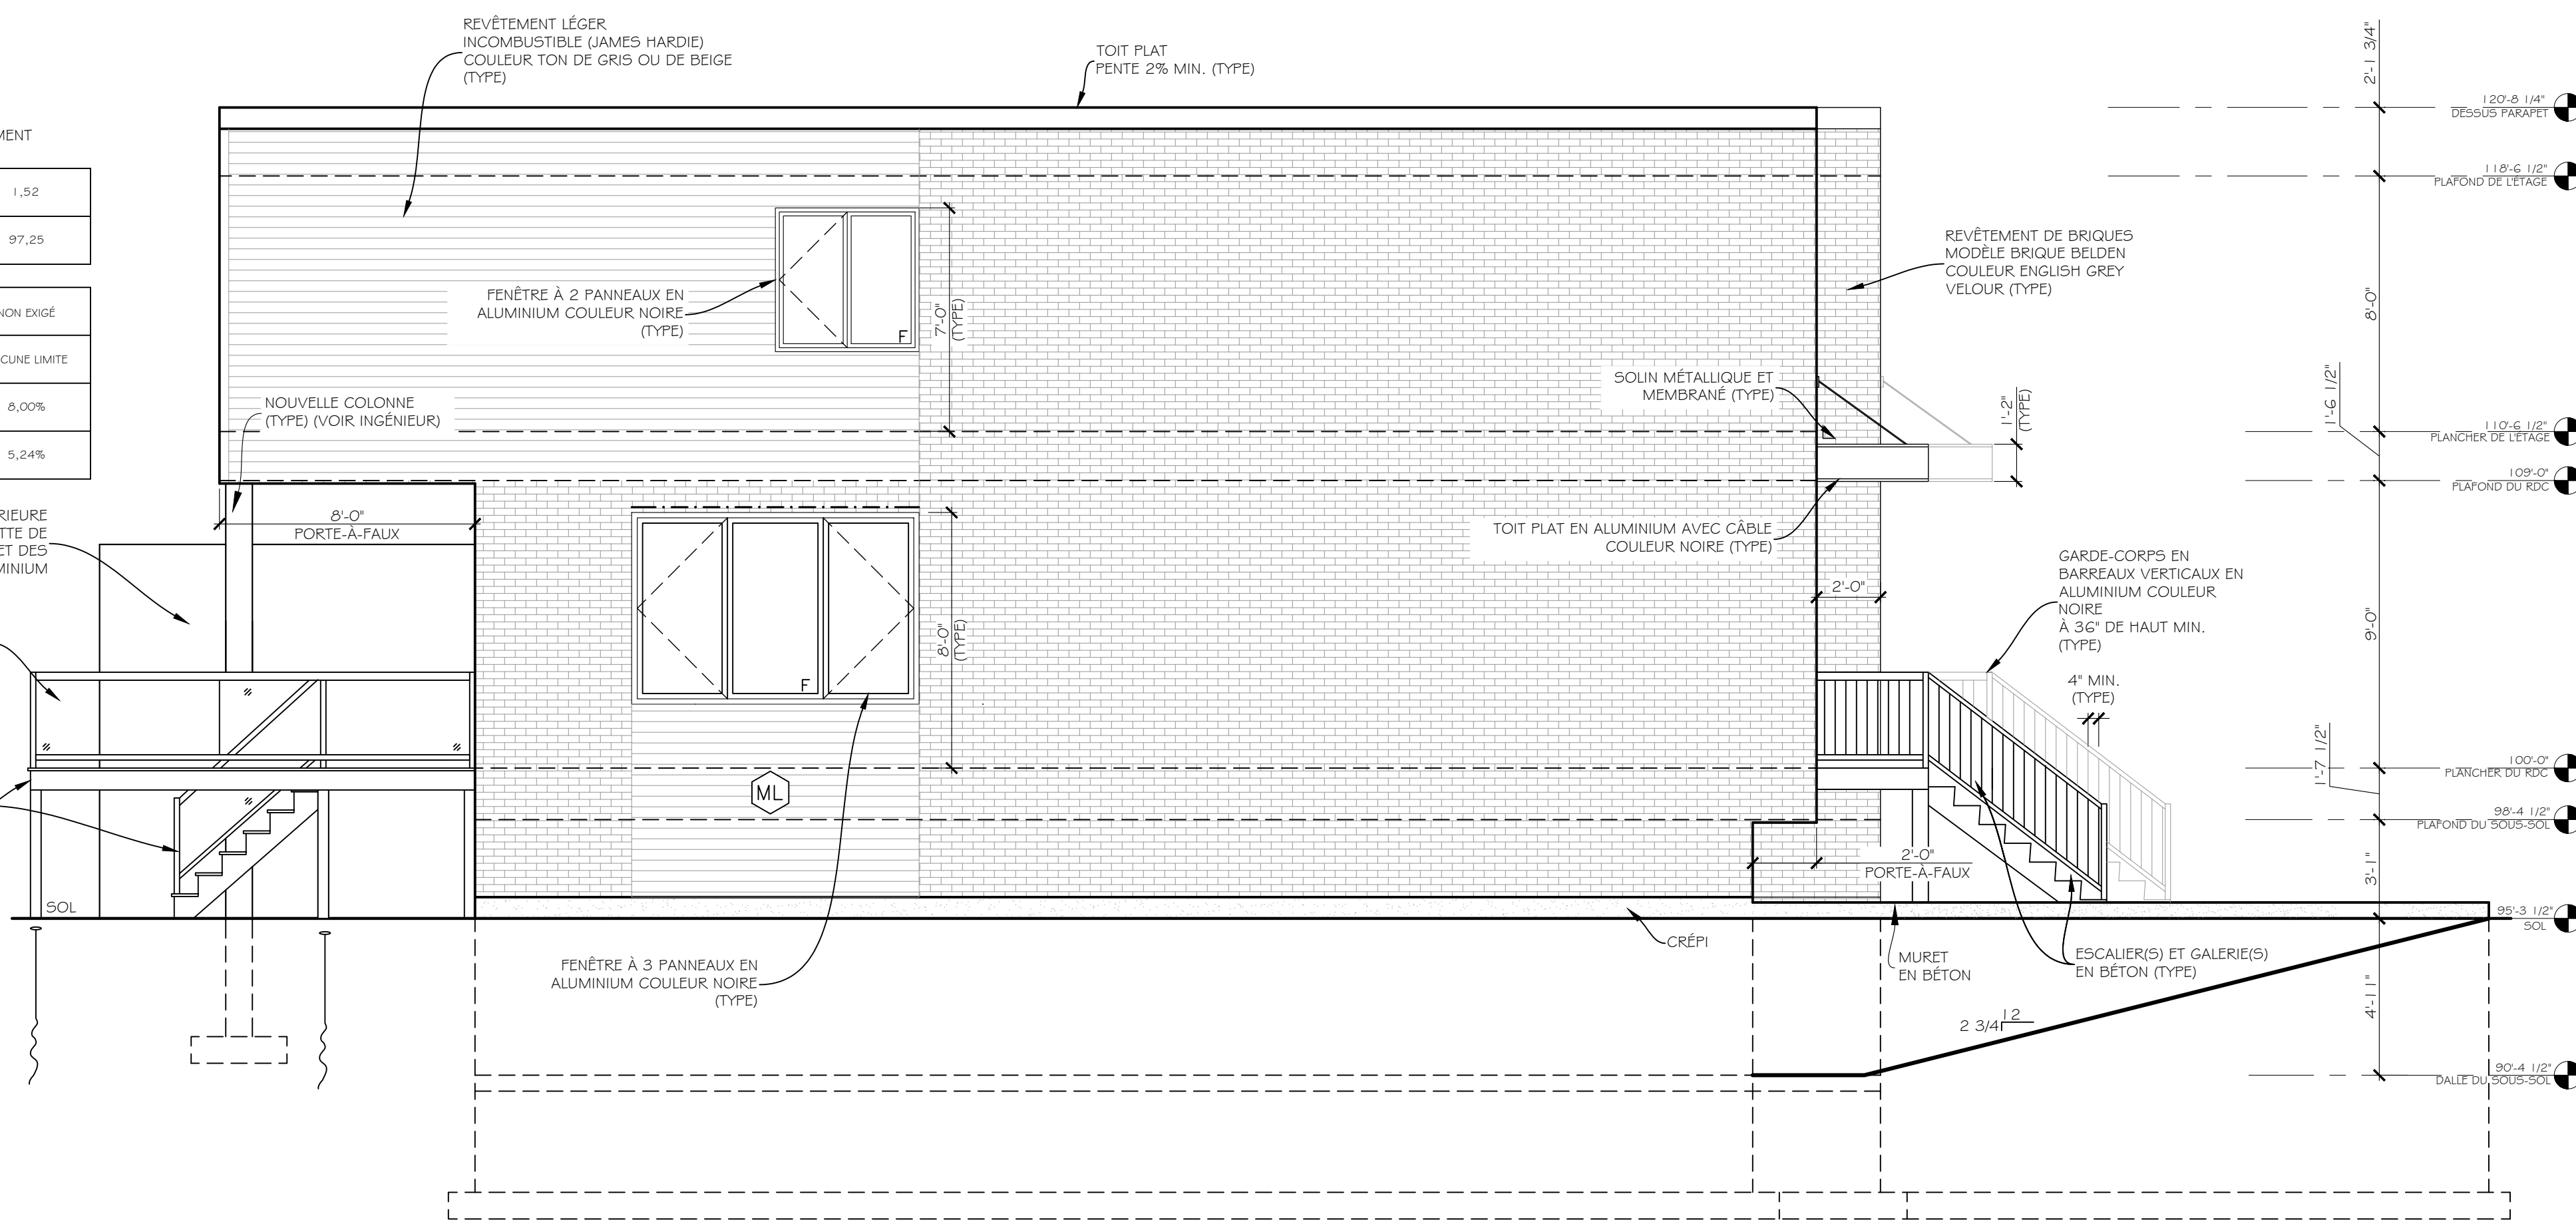 REVÊTEMENT LÉGER
INCOMBUSTIBLE (JAMES HARDIE)
COULEUR TON DE GRIS OU DE BEIGE
(TYPE)
TOIT PLAT
PENTE 2% MIN. (TYPE)
2'-1 3/4"
120'-8 1/4"
DESSUS PARAPET
MENT
1,52
97,25
118'-6 1/2"
PLAFOND DE L'ÉTAGE
REVÊTEMENT DE BRIQUES
MODÈLE BRIQUE BELDEN
COULEUR ENGLISH GREY
VELOUR (TYPE)
FENÊTRE À 2 PANNEAUX EN
ALUMINIUM COULEUR NOIRE
(TYPE)
F
7'-0"
(TYPE)
8'-0"
NON EXIGÉ
CUNE LIMITE
8,00%
5,24%
NOUVELLE COLONNE
(TYPE) (VOIR INGÉNIEUR)
SOLIN MÉTALLIQUE ET
MEMBRANÉ (TYPE)
1'-2"
(TYPE)
1'-6 1/2"
110'-6 1/2"
PLANCHER DE L'ÉTAGE
109'-0"
PLAFOND DU RDC
RIEURE
TTE DE
ET DES
MINIUM
8'-0"
PORTE-À-FAUX
TOIT PLAT EN ALUMINIUM AVEC CÂBLE
COULEUR NOIRE (TYPE)
2'-0"
GARDE-CORPS EN
BARREAUX VERTICAUX EN
ALUMINIUM COULEUR
NOIRE
À 36" DE HAUT MIN.
(TYPE)
4" MIN.
(TYPE)
9'-0"
F
8'-0"
(TYPE)
1'-7 1/2"
100'-0"
PLANCHER DU RDC
ML
98'-4 1/2"
PLAFOND DU SOUS-SOL
2'-0"
PORTE-À-FAUX
3'-1"
SOL
95'-3 1/2"
SOL
CRÉPI
MURET
EN BÉTON
ESCALIER(S) ET GALERIE(S)
EN BÉTON (TYPE)
FENÊTRE À 3 PANNEAUX EN
ALUMINIUM COULEUR NOIRE
(TYPE)
4'-11"
12
2 3/4
90'-4 1/2"
DALLE DU SOUS-SOL